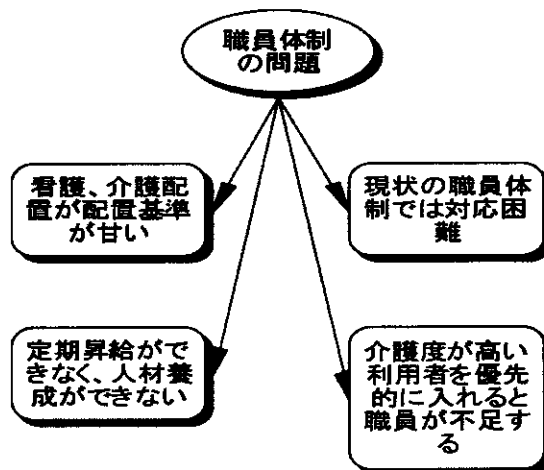 職員体制
の問題
看護、介護配
置が配置基準
が甘い
現状の職員体
制では対応困
難
定期昇給がで
きなく、人材養
成ができない
介護度が高い
利用者を優先
的に入れると
職員が不足す
る